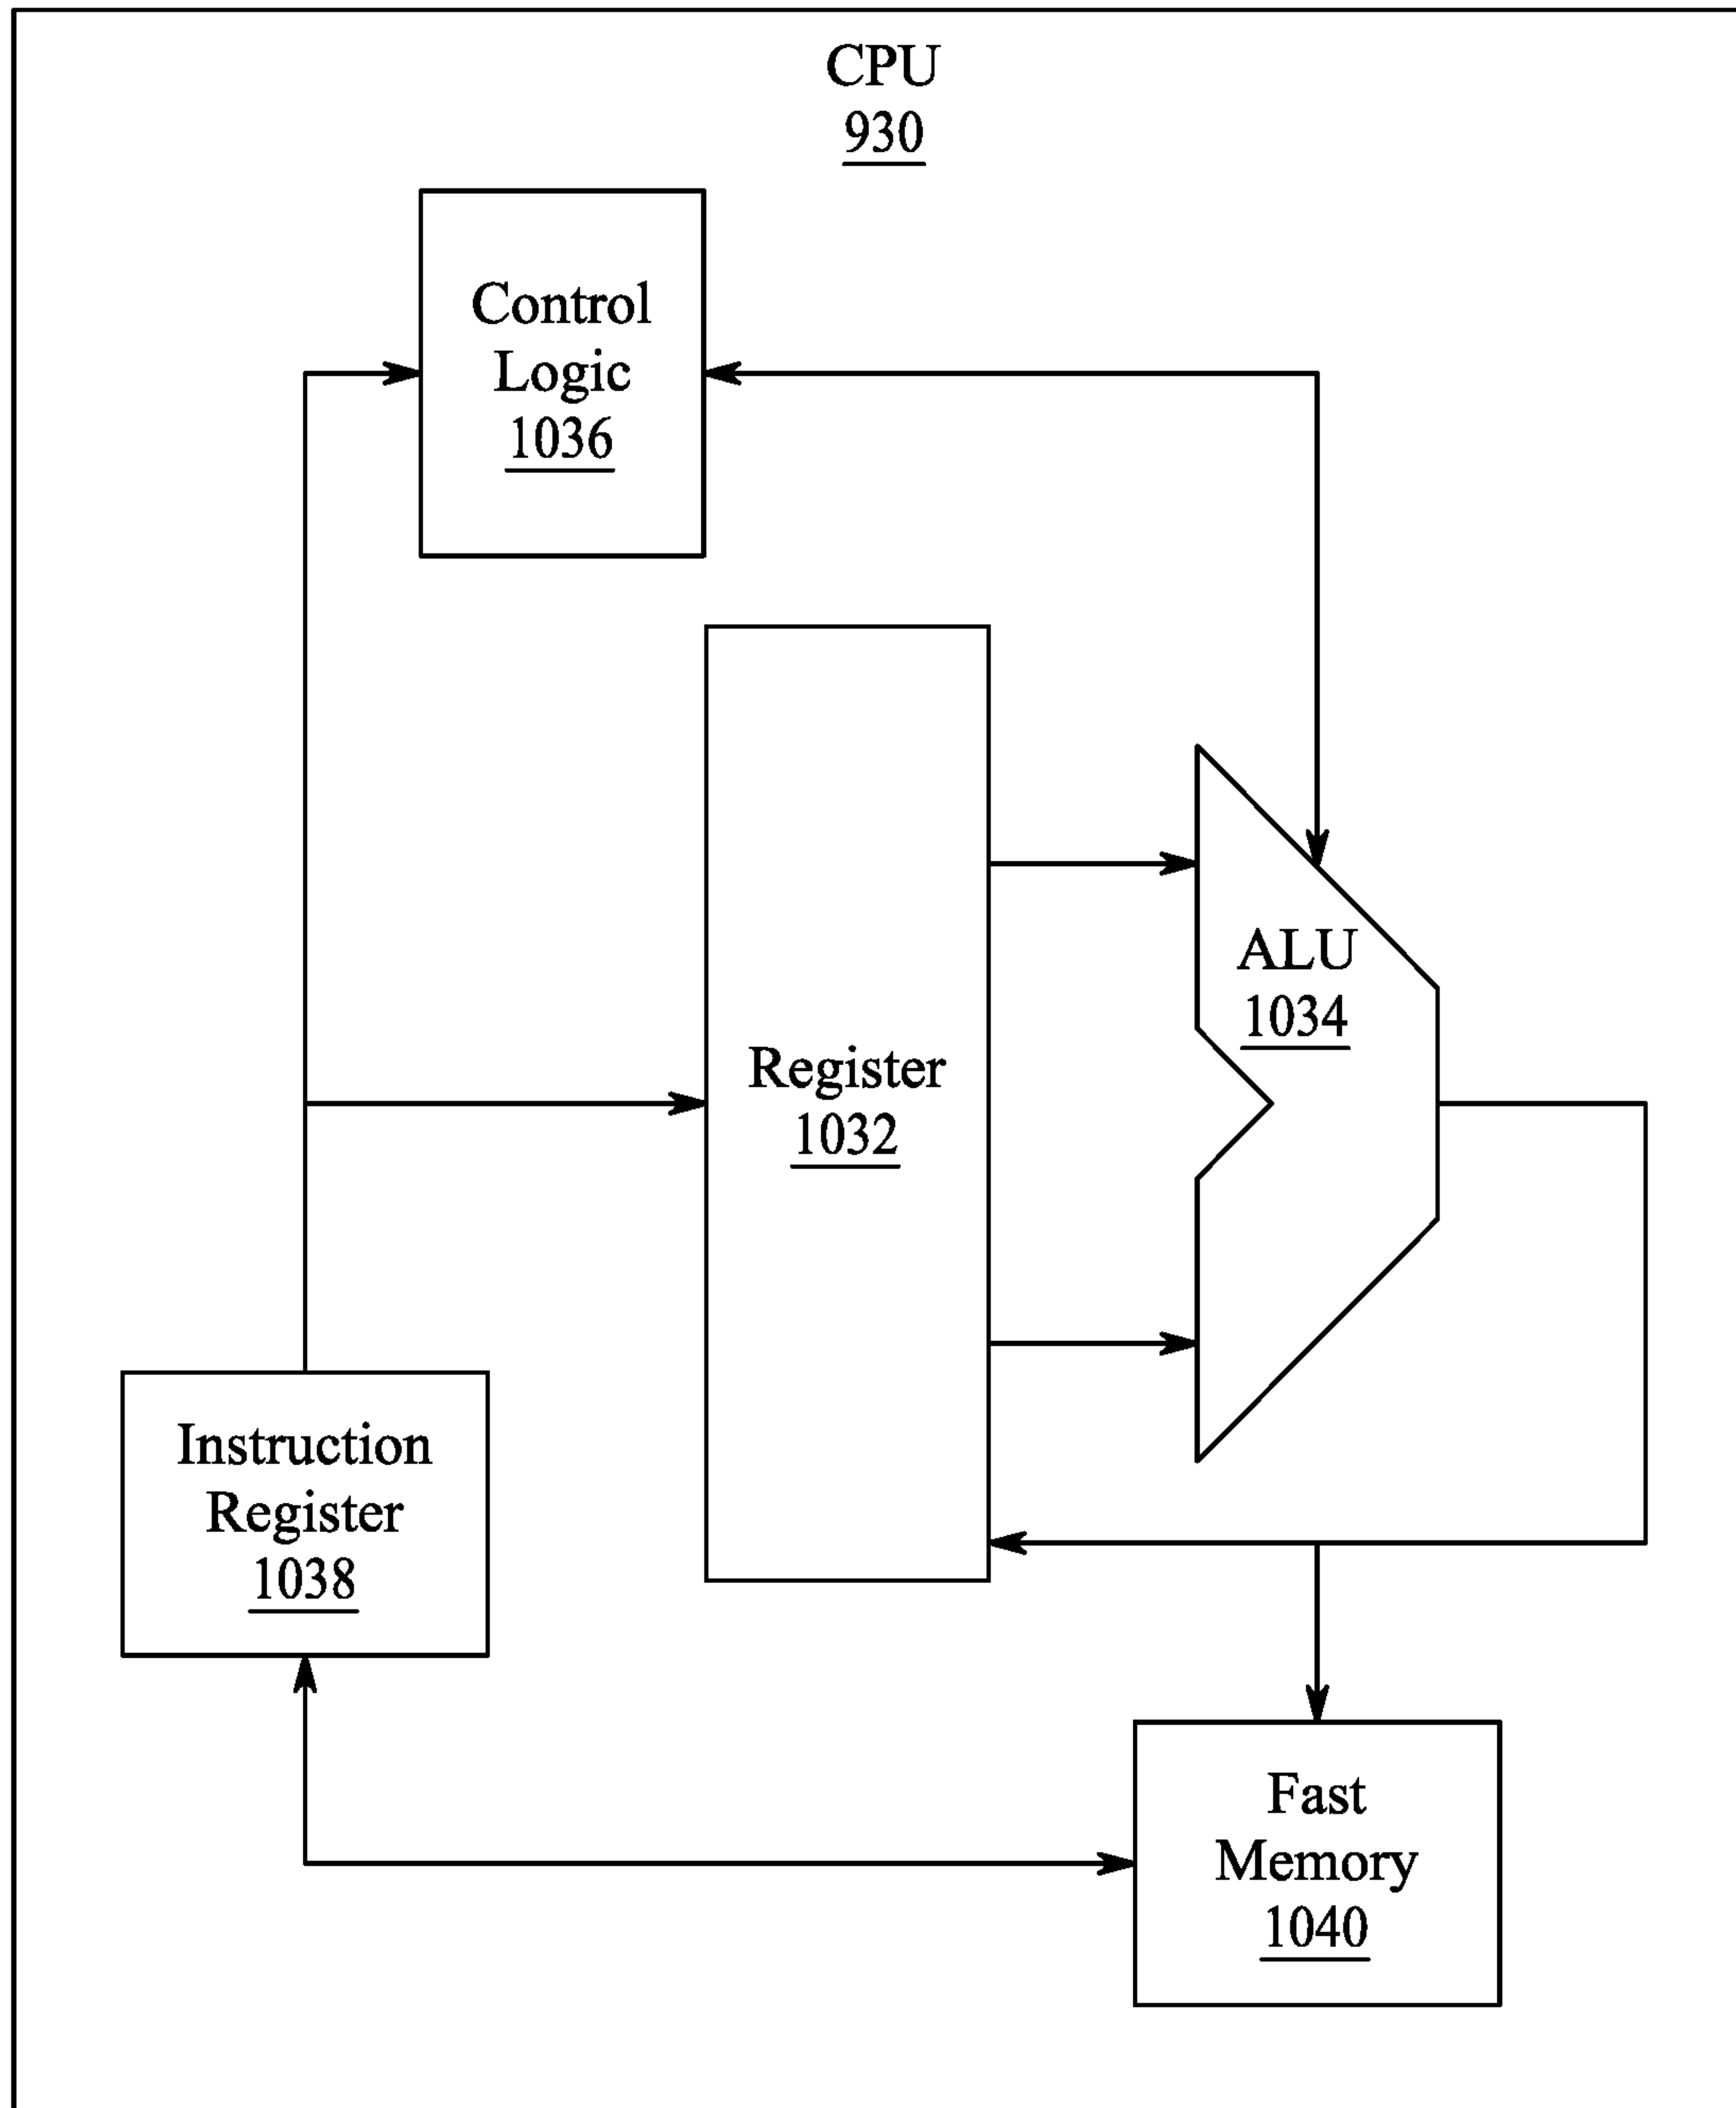 CPU
930
Control
Logic
1036
ALU
1034
Register
1032
Instruction
Register
1038
Fast
Memory
1040